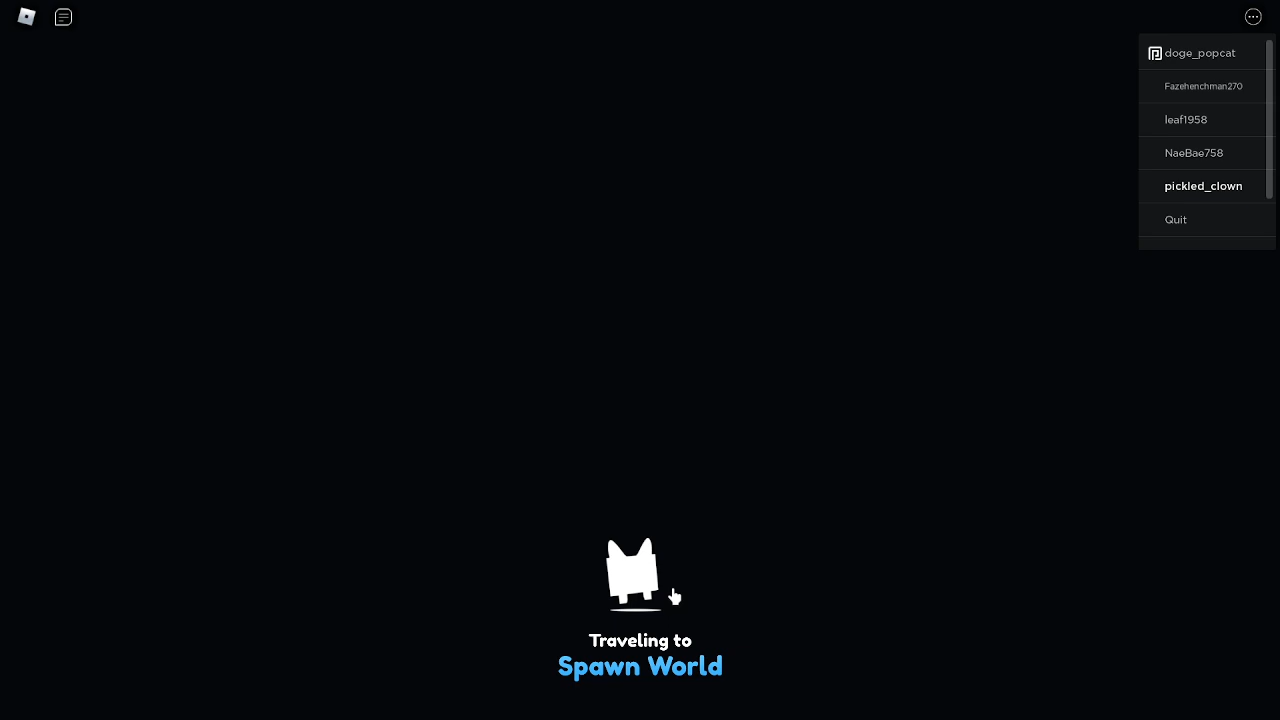 doge_popcat
Fazehenchman270
leaf1958
NaeBae758
pickled_clown
Quit
Traveling to
Spawn World